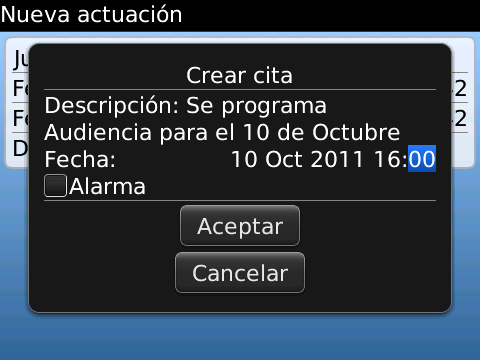 Nueva actuación
Crear cita
Descripción: Se programa
Audiencia para el 10 de Octubre
Fecha: 10 Oct 2011 16:00
Alarma
Aceptar
Cancelar